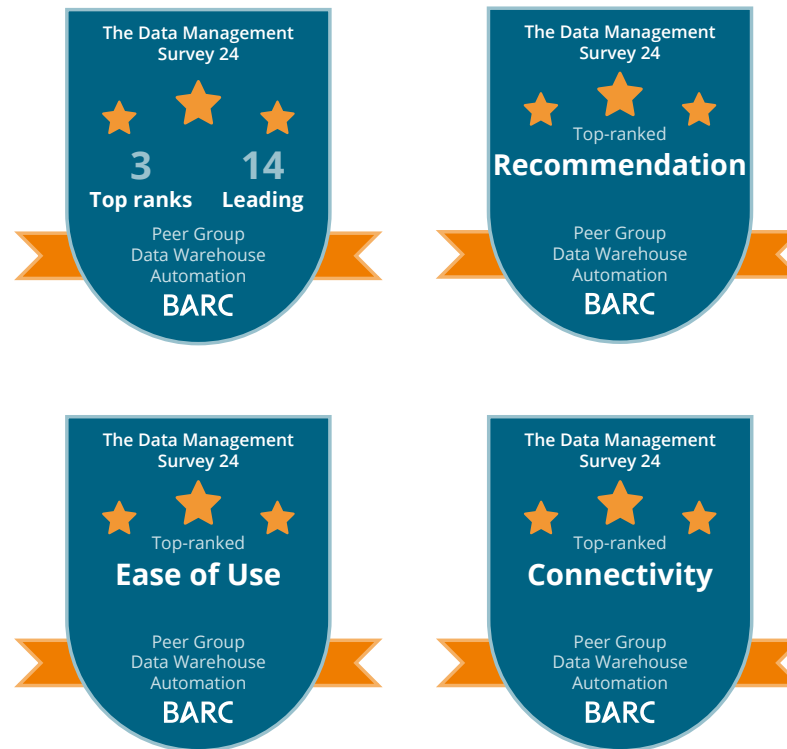 The Data Management
Survey 24
3 14
Top ranks Leading
Peer Group
Data Warehouse
Automation
BARC
The Data Management
Survey 24
Top-ranked
Recommendation
Peer Group
Data Warehouse
Automation
BARC
The Data Management
Survey 24
Top-ranked
Ease of Use
Peer Group
Data Warehouse
Automation
BARC
The Data Management
Survey 24
Top-ranked
Connectivity
Peer Group
Data Warehouse
Automation
BARC